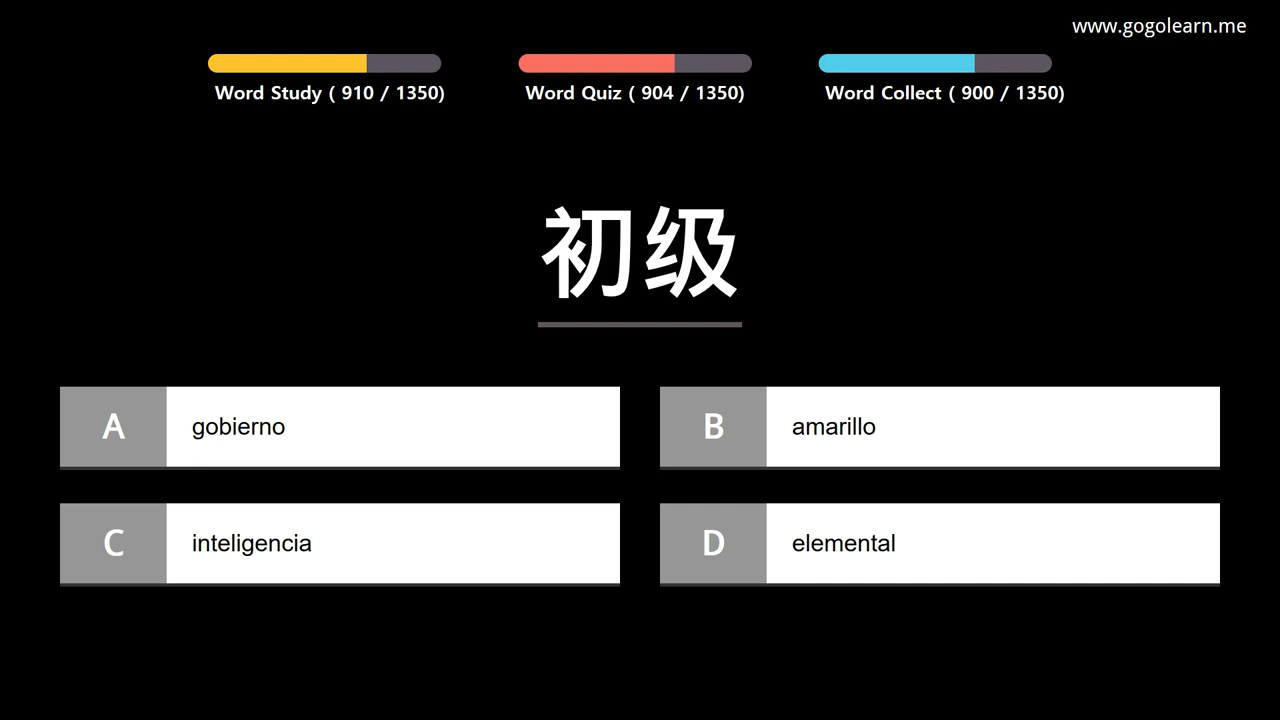 www.gogolearn.me
Word Study ( 910 / 1350)
Word Quiz ( 904 / 1350)
Word Collect ( 900 / 1350)
初级
A gobierno
B amarillo
C inteligencia
D elemental